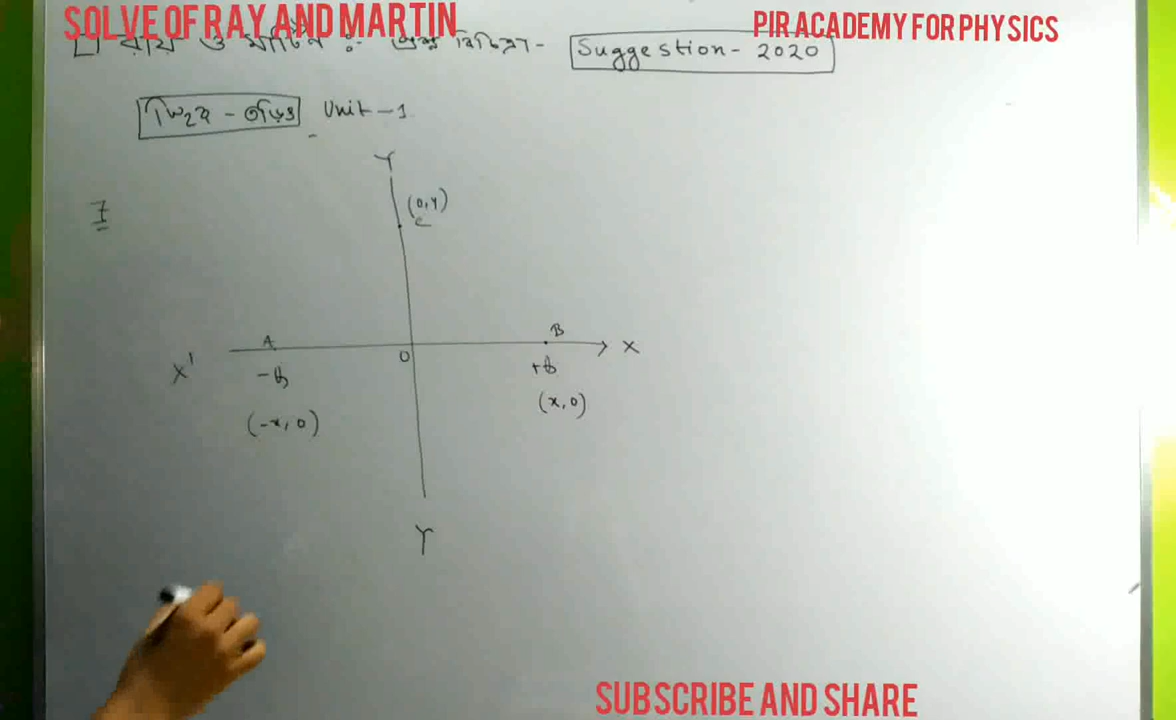 SOLVE OF RAY AND MARTIN
PIR ACADEMY FOR PHYSICS
□ রায় ও মার্টিন :- প্রশ্ন বিচিত্রা- Suggestion - 2020
Unit - 1
Y
I
(0,Y)
C
A
B
X'
O
X
-q
+q
(-x, 0)
(x, 0)
Y
SUBSCRIBE AND SHARE